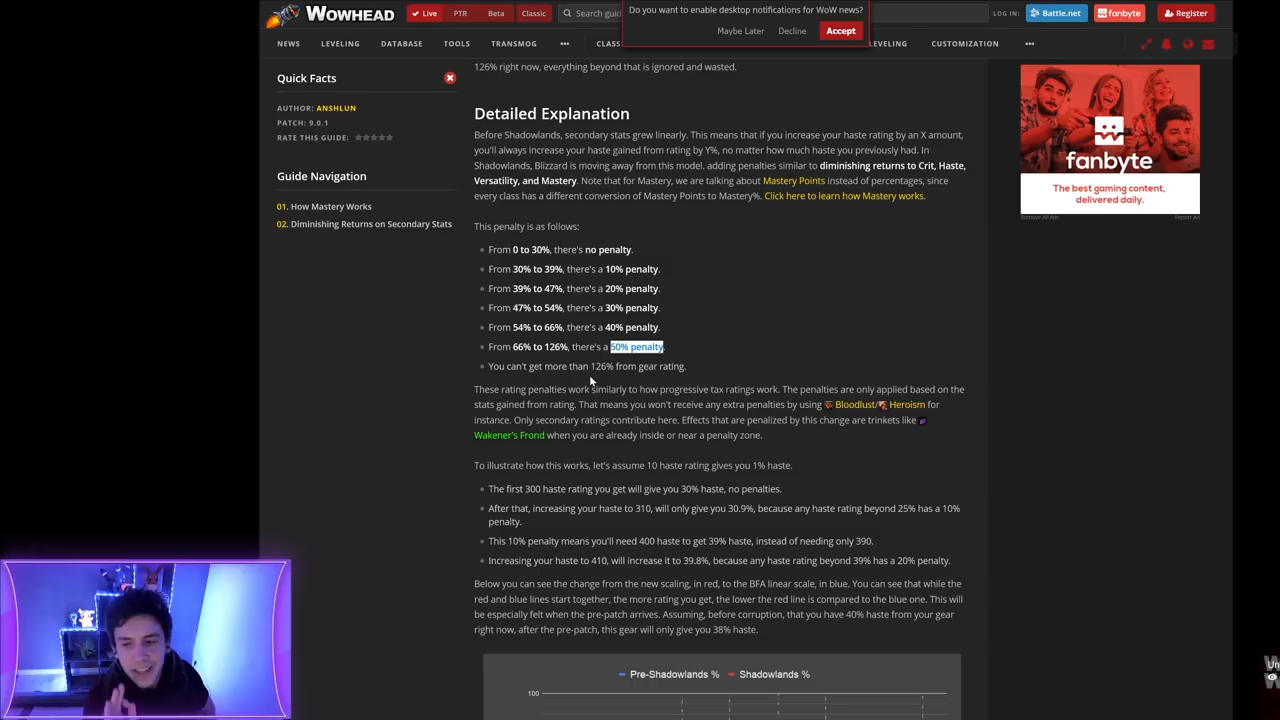 WOWHEAD
Live
PTR
Beta
Classic
Search guid
Do you want to enable desktop notifications for WoW news?
Maybe Later
Decline
Accept
LOG IN:
Battle.net
fanbyte
Register
NEWS
LEVELING
DATABASE
TOOLS
TRANSMOG
•••
CLASS
LEVELING
CUSTOMIZATION
•••
Quick Facts
AUTHOR: ANSHLUN
PATCH: 9.0.1
RATE THIS GUIDE:
Guide Navigation
01. How Mastery Works
02. Diminishing Returns on Secondary Stats
126% right now, everything beyond that is ignored and wasted.
Detailed Explanation
Before Shadowlands, secondary stats grew linearly. This means that if you increase your haste rating by an X amount,
you'll always increase your haste gained from rating by Y%, no matter how much haste you previously had. In
Shadowlands, Blizzard is moving away from this model. adding penalties similar to diminishing returns to Crit, Haste,
Versatility, and Mastery. Note that for Mastery, we are talking about Mastery Points instead of percentages, since
every class has a different conversion of Mastery Points to Mastery%. Click here to learn how Mastery works.
This penalty is as follows:
From 0 to 30%, there's no penalty.
From 30% to 39%, there's a 10% penalty.
From 39% to 47%, there's a 20% penalty.
From 47% to 54%, there's a 30% penalty.
From 54% to 66%, there's a 40% penalty.
From 66% to 126%, there's a 50% penalty.
You can't get more than 126% from gear rating.
These rating penalties work similarly to how progressive tax ratings work. The penalties are only applied based on the
stats gained from rating. That means you won't receive any extra penalties by using Bloodlust/ Heroism for
instance. Only secondary ratings contribute here. Effects that are penalized by this change are trinkets like
Wakener's Frond when you are already inside or near a penalty zone.
To illustrate how this works, let's assume 10 haste rating gives you 1% haste.
The first 300 haste rating you get will give you 30% haste, no penalties.
After that, increasing your haste to 310, will only give you 30.9%, because any haste rating beyond 25% has a 10%
penalty.
This 10% penalty means you'll need 400 haste to get 39% haste, instead of needing only 390.
Increasing your haste to 410, will increase it to 39.8%, because any haste rating beyond 39% has a 20% penalty.
Below you can see the change from the new scaling, in red, to the BFA linear scale, in blue. You can see that while the
red and blue lines start together, the more rating you get, the lower the red line is compared to the blue one. This will
be especially felt when the pre-patch arrives. Assuming, before corruption, that you have 40% haste from your gear
right now, after the pre-patch, this gear will only give you 38% haste.
Pre-Shadowlands %
Shadowlands %
100
fanbyte
The best gaming content,
delivered daily.
Remove All Ads
Report Ad
Un